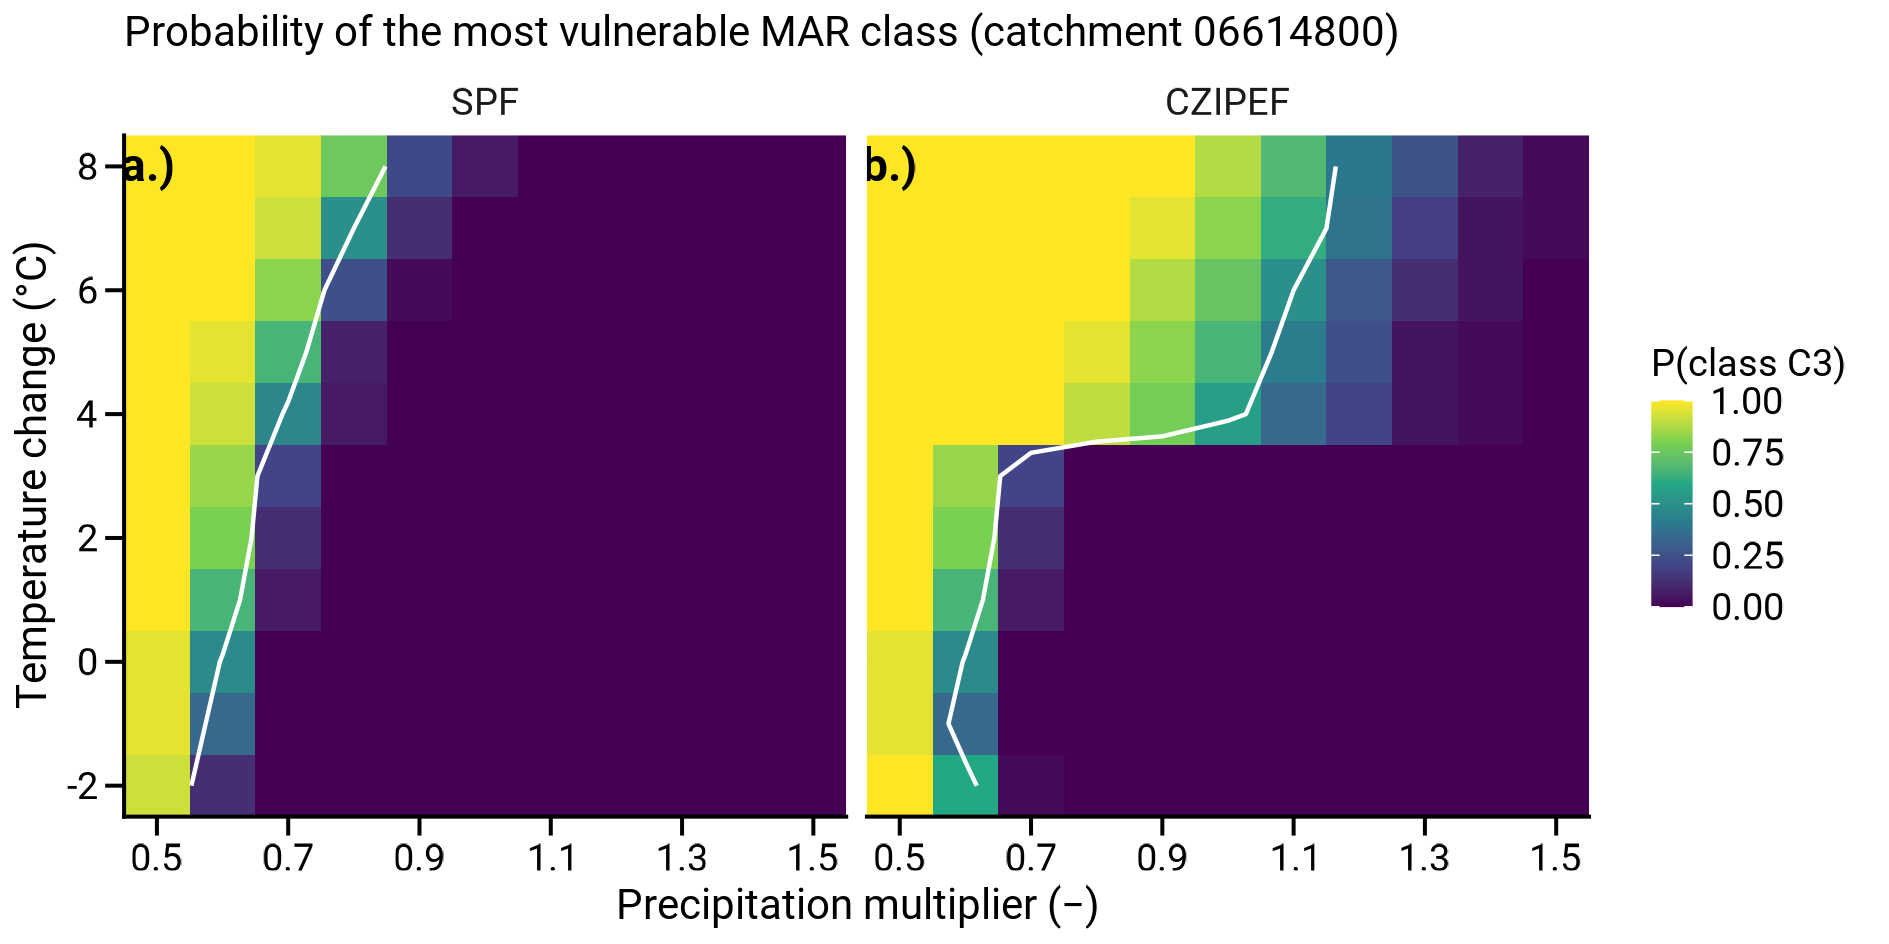 Probability of the most vulnerable MAR class (catchment 06614800)
SPF
CZIPEF
a.)
b.)
Temperature change (°C)
8
6
4
2
0
-2
0.5 0.7 0.9 1.1 1.3 1.5
0.5 0.7 0.9 1.1 1.3 1.5
Precipitation multiplier (−)
P(class C3)
1.00
0.75
0.50
0.25
0.00